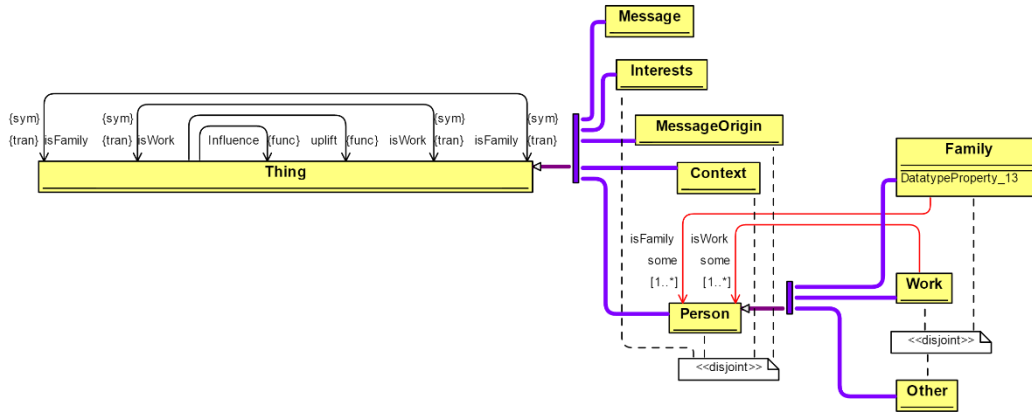 Message
Interests
MessageOrigin
Context
Family
DatatypeProperty_13
{sym} {sym} {sym} {sym}
{tran} isFamily {tran} isWork Influence {func} uplift {func} isWork {tran} isFamily {tran}
Thing
isFamily isWork
some some
[1..*] [1..*]
Work
Person
<<disjoint>>
<<disjoint>>
Other